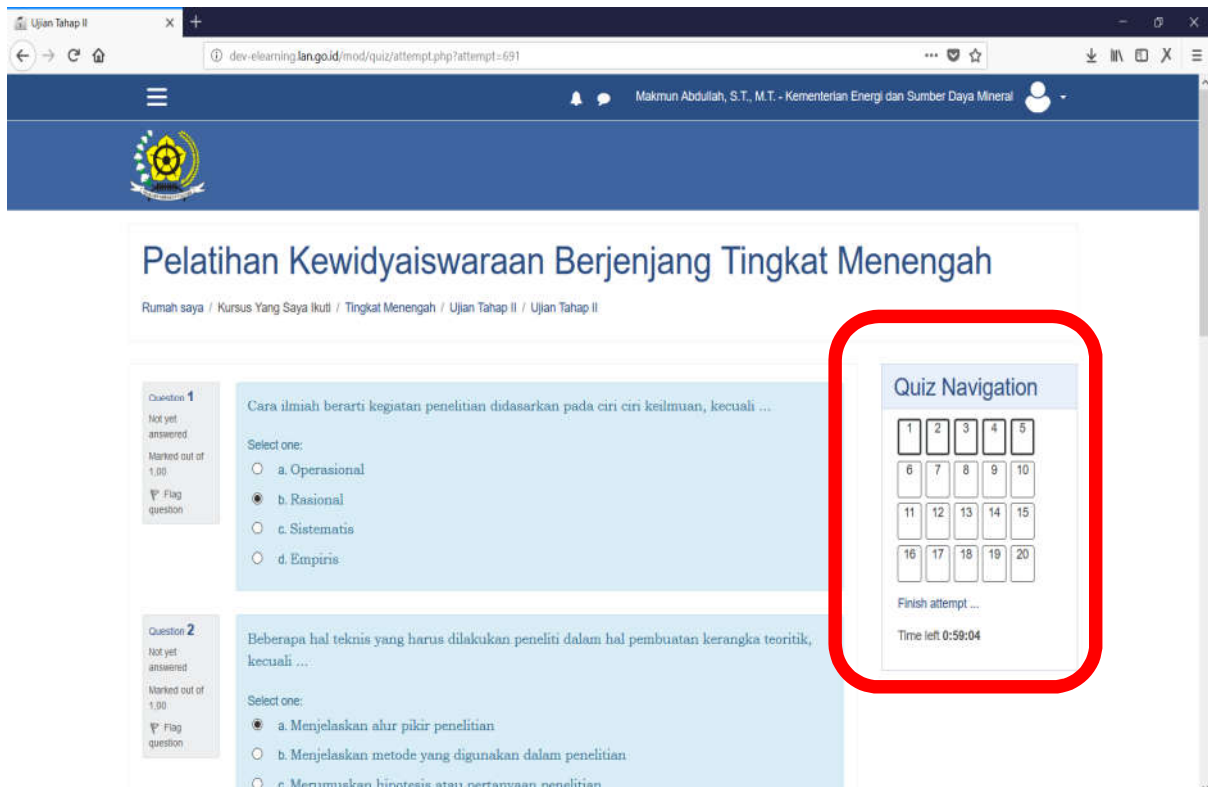 Ujian Tahap II
dev-elearning.lan.go.id/mod/quiz/attempt.php?attempt=691
Makmun Abdullah, S.T., M.T. - Kementerian Energi dan Sumber Daya Mineral
Pelatihan Kewidyaiswaraan Berjenjang Tingkat Menengah
Rumah saya / Kursus Yang Saya Ikuti / Tingkat Menengah / Ujian Tahap II / Ujian Tahap II
Question 1
Not yet
answered
Marked out of
1,00
Flag
question
Cara ilmiah berarti kegiatan penelitian didasarkan pada ciri ciri keilmuan, kecuali ...
Select one:
a. Operasional
b. Rasional
c. Sistematis
d. Empiris
Question 2
Not yet
answered
Marked out of
1,00
Flag
question
Beberapa hal teknis yang harus dilakukan peneliti dalam hal pembuatan kerangka teoritik,
kecuali ...
Select one:
a. Menjelaskan alur pikir penelitian
b. Menjelaskan metode yang digunakan dalam penelitian
c. Merumuskan hipotesis atau pertanyaan penelitian
Quiz Navigation
1 2 3 4 5
6 7 8 9 10
11 12 13 14 15
16 17 18 19 20
Finish attempt ...
Time left 0:59:04